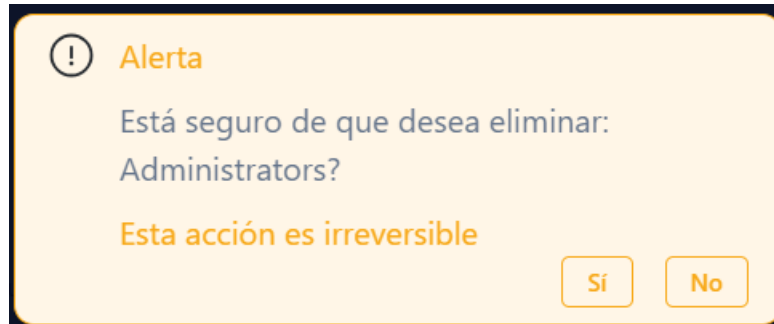 Alerta
Está seguro de que desea eliminar:
Administrators?
Esta acción es irreversible
Sí
No